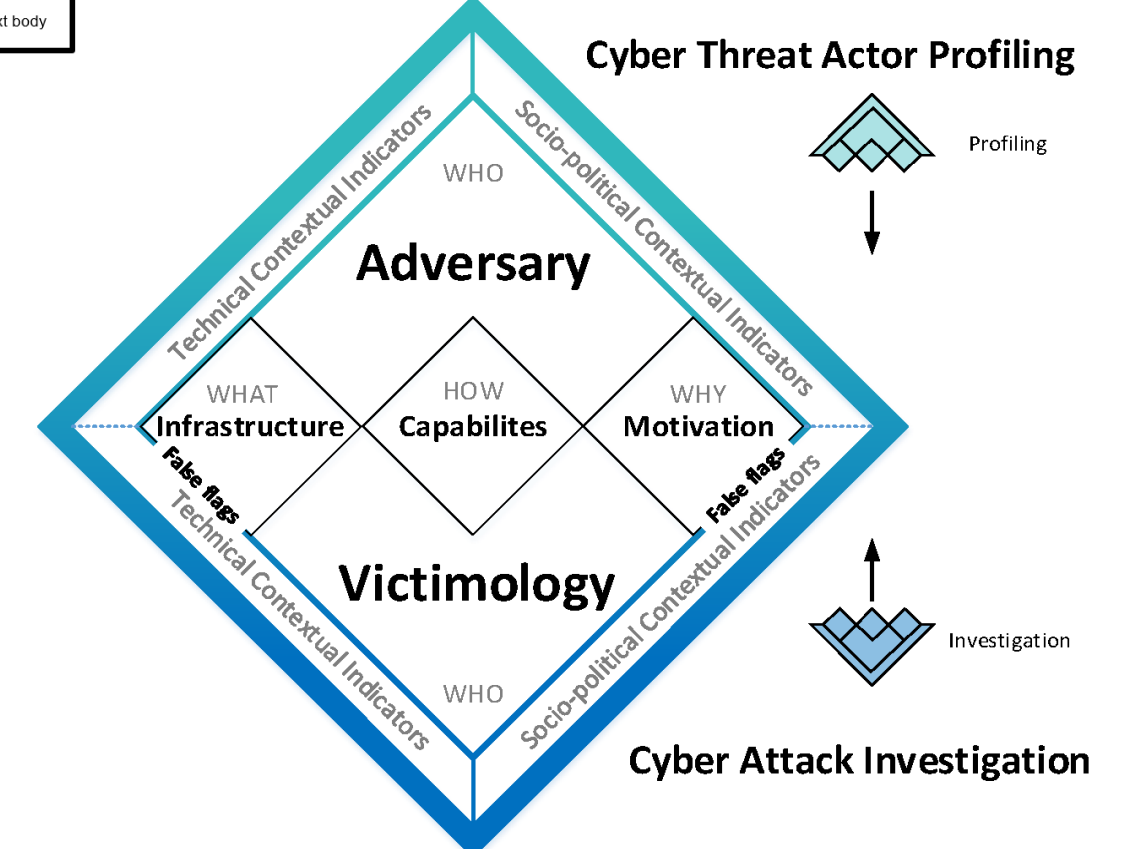 xt body
Cyber Threat Actor Profiling
Profiling
Technical Contextual Indicators
Socio-political Contextual Indicators
WHO
Adversary
WHAT
Infrastructure
HOW
Capabilites
WHY
Motivation
False flags
False flags
Technical Contextual Indicators
Socio-political Contextual Indicators
Victimology
WHO
Investigation
Cyber Attack Investigation